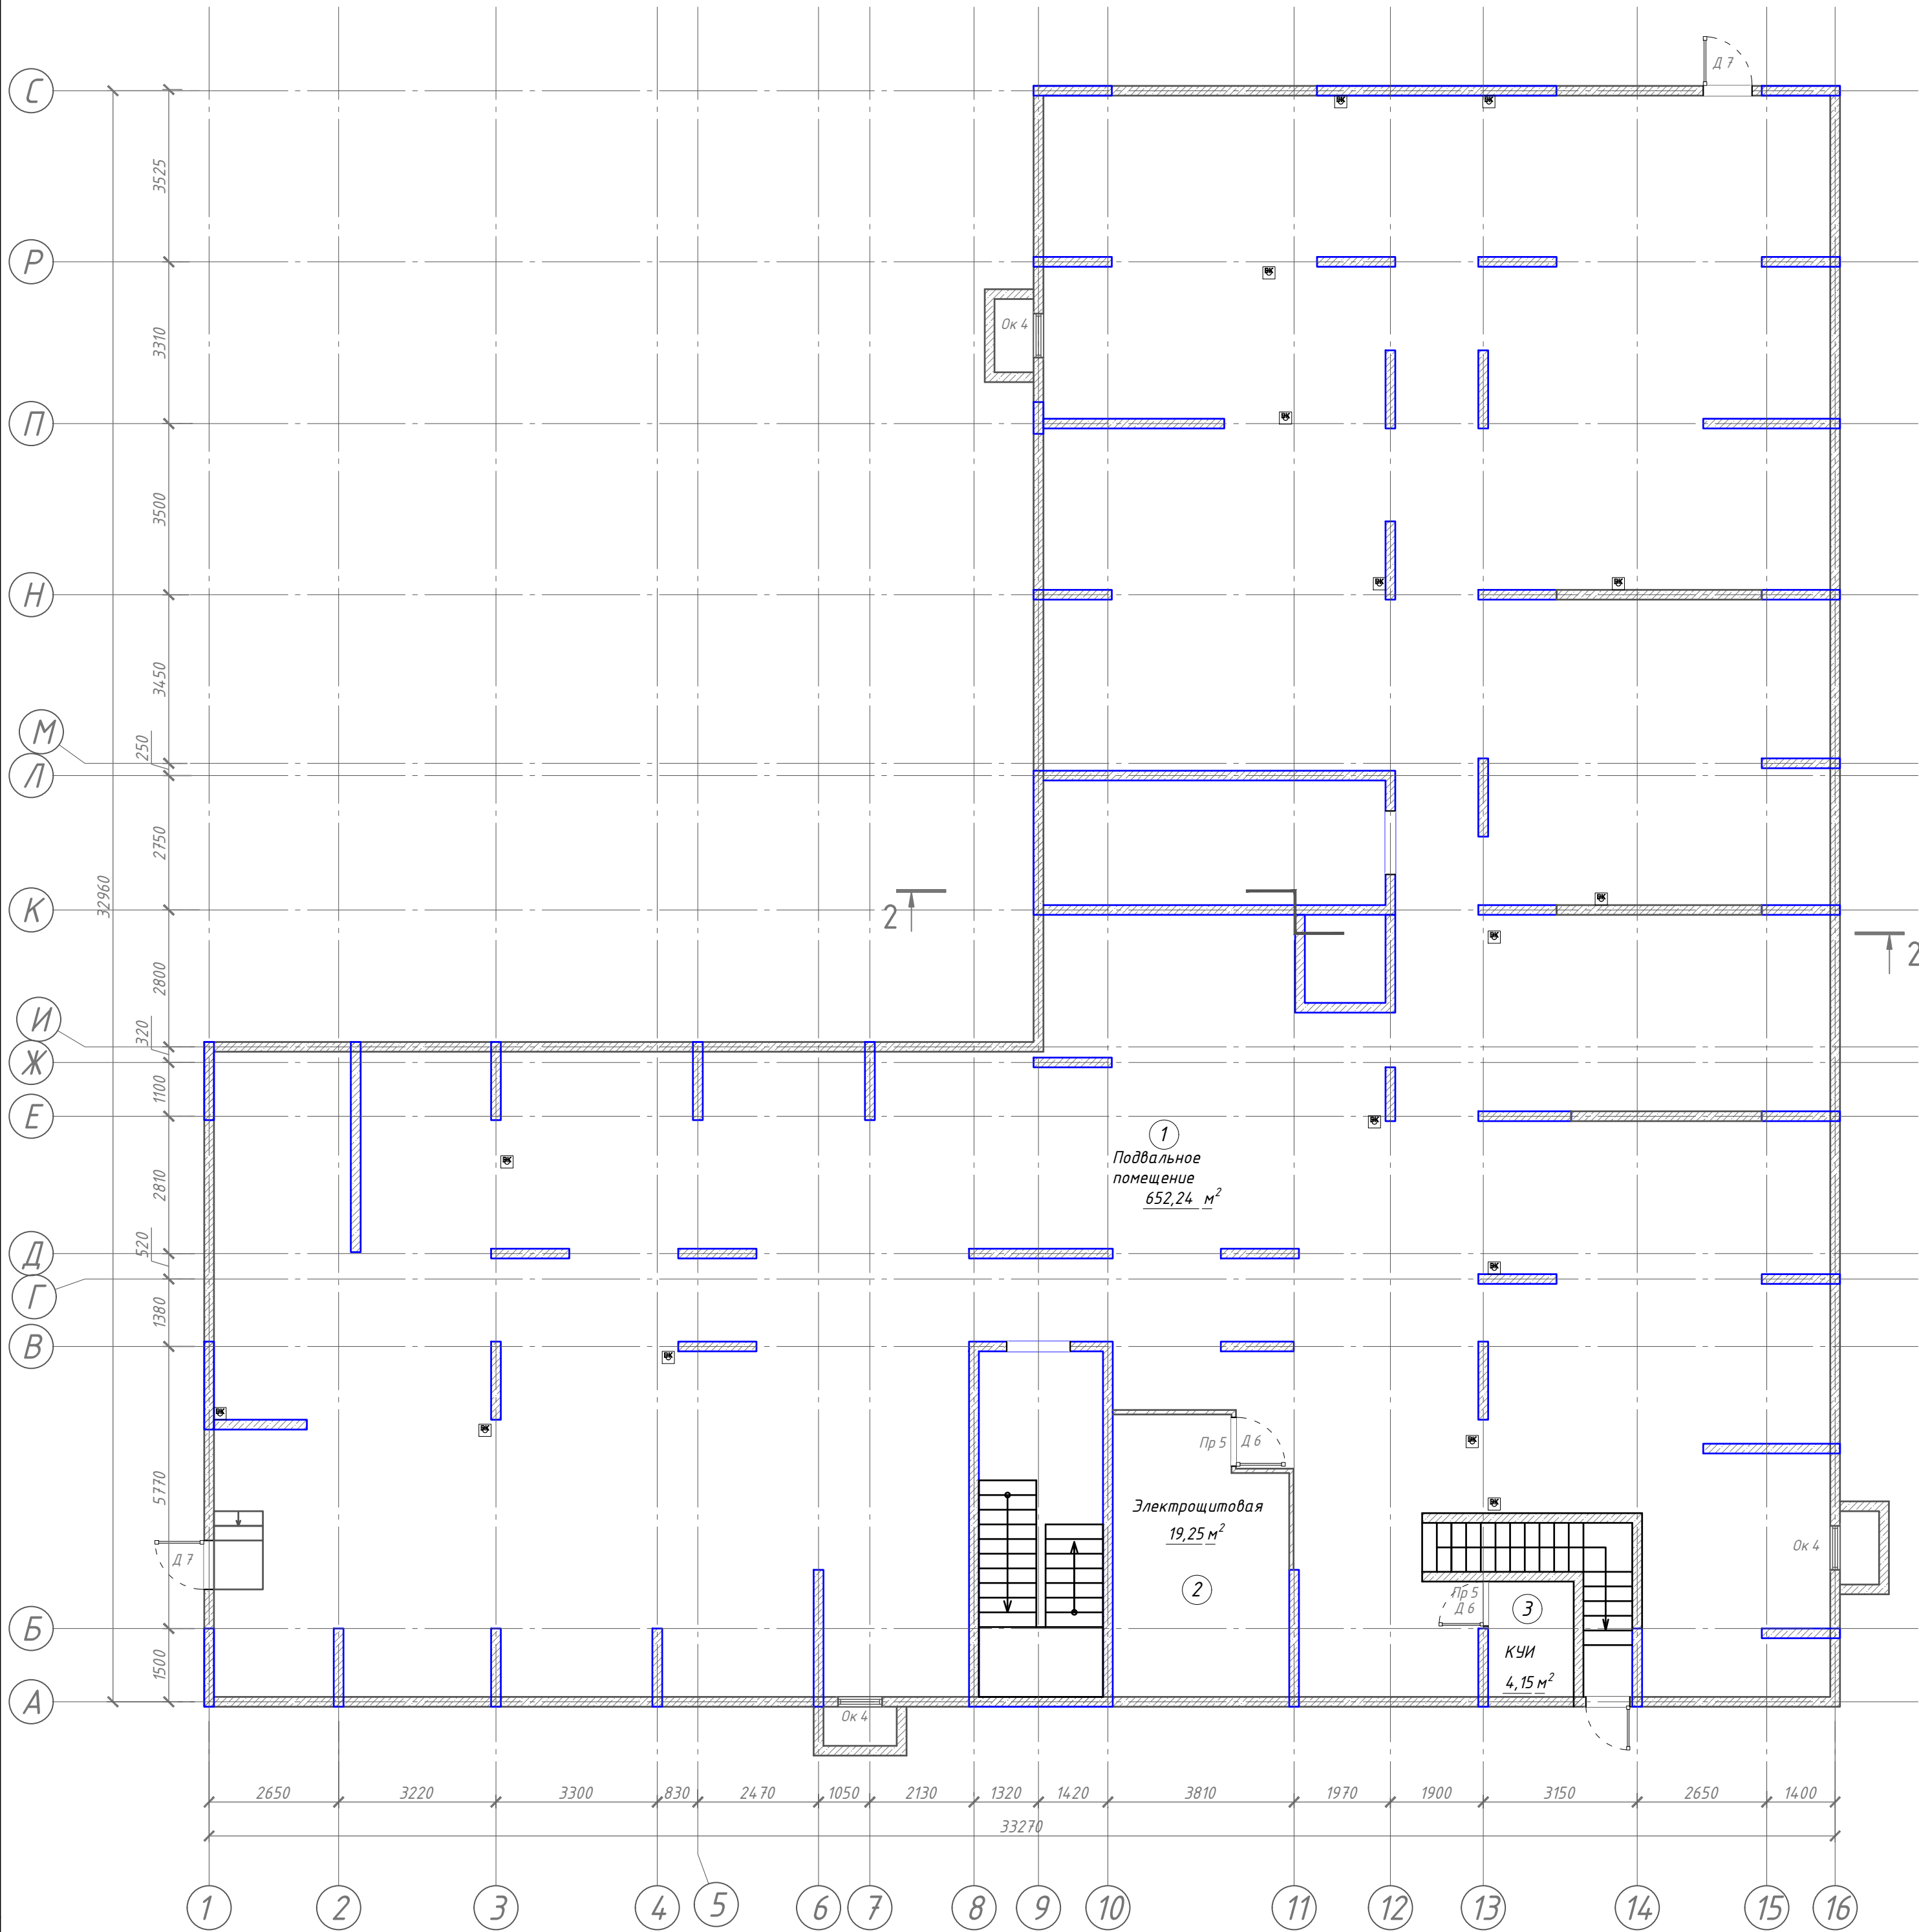 Д 7
С
3525
Р
Ок 4
3310
П
3500
Н
3450
М
250
Л
2750
32960
К
2
2
2800
И
320
Ж
1100
Е
1
Подвальное
помещение
652,24 м²
2810
520
Д
Г
1380
В
Пр 5
Д 6
Электрощитовая
19,25 м²
5770
Д 7
Ок 4
2
Пр 5
Д 6
3
Б
КУИ
4,15 м²
1500
А
Ок 4
2650 3220 3300 830 2470 1050 2130 1320 1420 3810 1970 1900 3150 2650 1400
33270
1 2 3 4 5 6 7 8 9 10 11 12 13 14 15 16